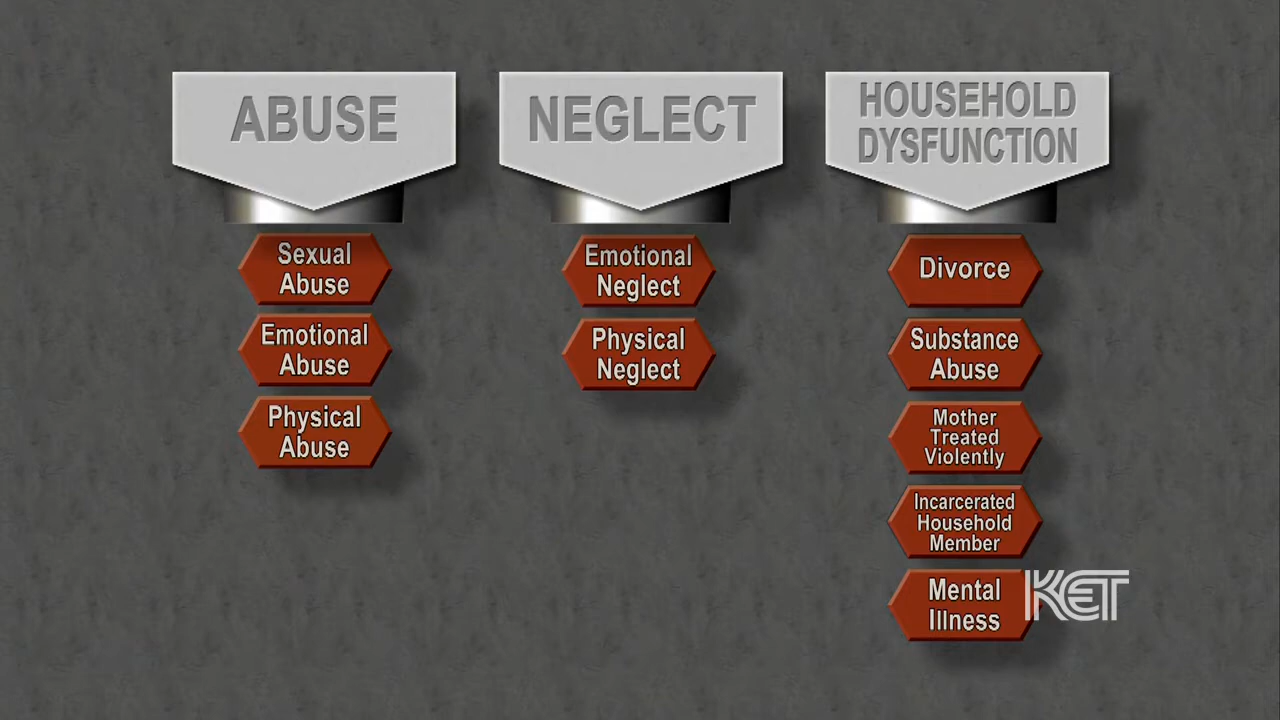 ABUSE
Sexual
Abuse
Emotional
Abuse
Physical
Abuse
NEGLECT
Emotional
Neglect
Physical
Neglect
HOUSEHOLD
DYSFUNCTION
Divorce
Substance
Abuse
Mother
Treated
Violently
Incarcerated
Household
Member
Mental
Illness
KET